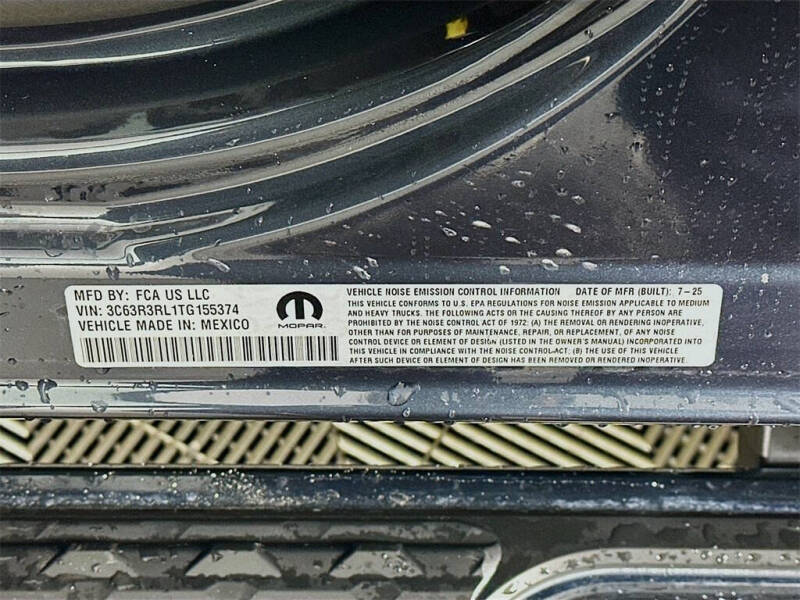 MFD BY: FCA US LLC
VIN: 3C63R3RL1TG155374
VEHICLE MADE IN: MEXICO
MOPAR.
VEHICLE NOISE EMISSION CONTROL INFORMATION DATE OF MFR (BUILT): 7-25
THIS VEHICLE CONFORMS TO U.S. EPA REGULATIONS FOR NOISE EMISSION APPLICABLE TO MEDIUM
AND HEAVY TRUCKS. THE FOLLOWING ACTS OR THE CAUSING THEREOF BY ANY PERSON ARE
PROHIBITED BY THE NOISE CONTROL ACT OF 1972: (A) THE REMOVAL OR RENDERING INOPERATIVE,
OTHER THAN FOR PURPOSES OF MAINTENANCE, REPAIR, OR REPLACEMENT, OF ANY NOISE
CONTROL DEVICE OR ELEMENT OF DESIGN (LISTED IN THE OWNER'S MANUAL) INCORPORATED INTO
THIS VEHICLE IN COMPLIANCE WITH THE NOISE CONTROL ACT; (B) THE USE OF THIS VEHICLE
AFTER SUCH DEVICE OR ELEMENT OF DESIGN HAS BEEN REMOVED OR RENDERED INOPERATIVE.